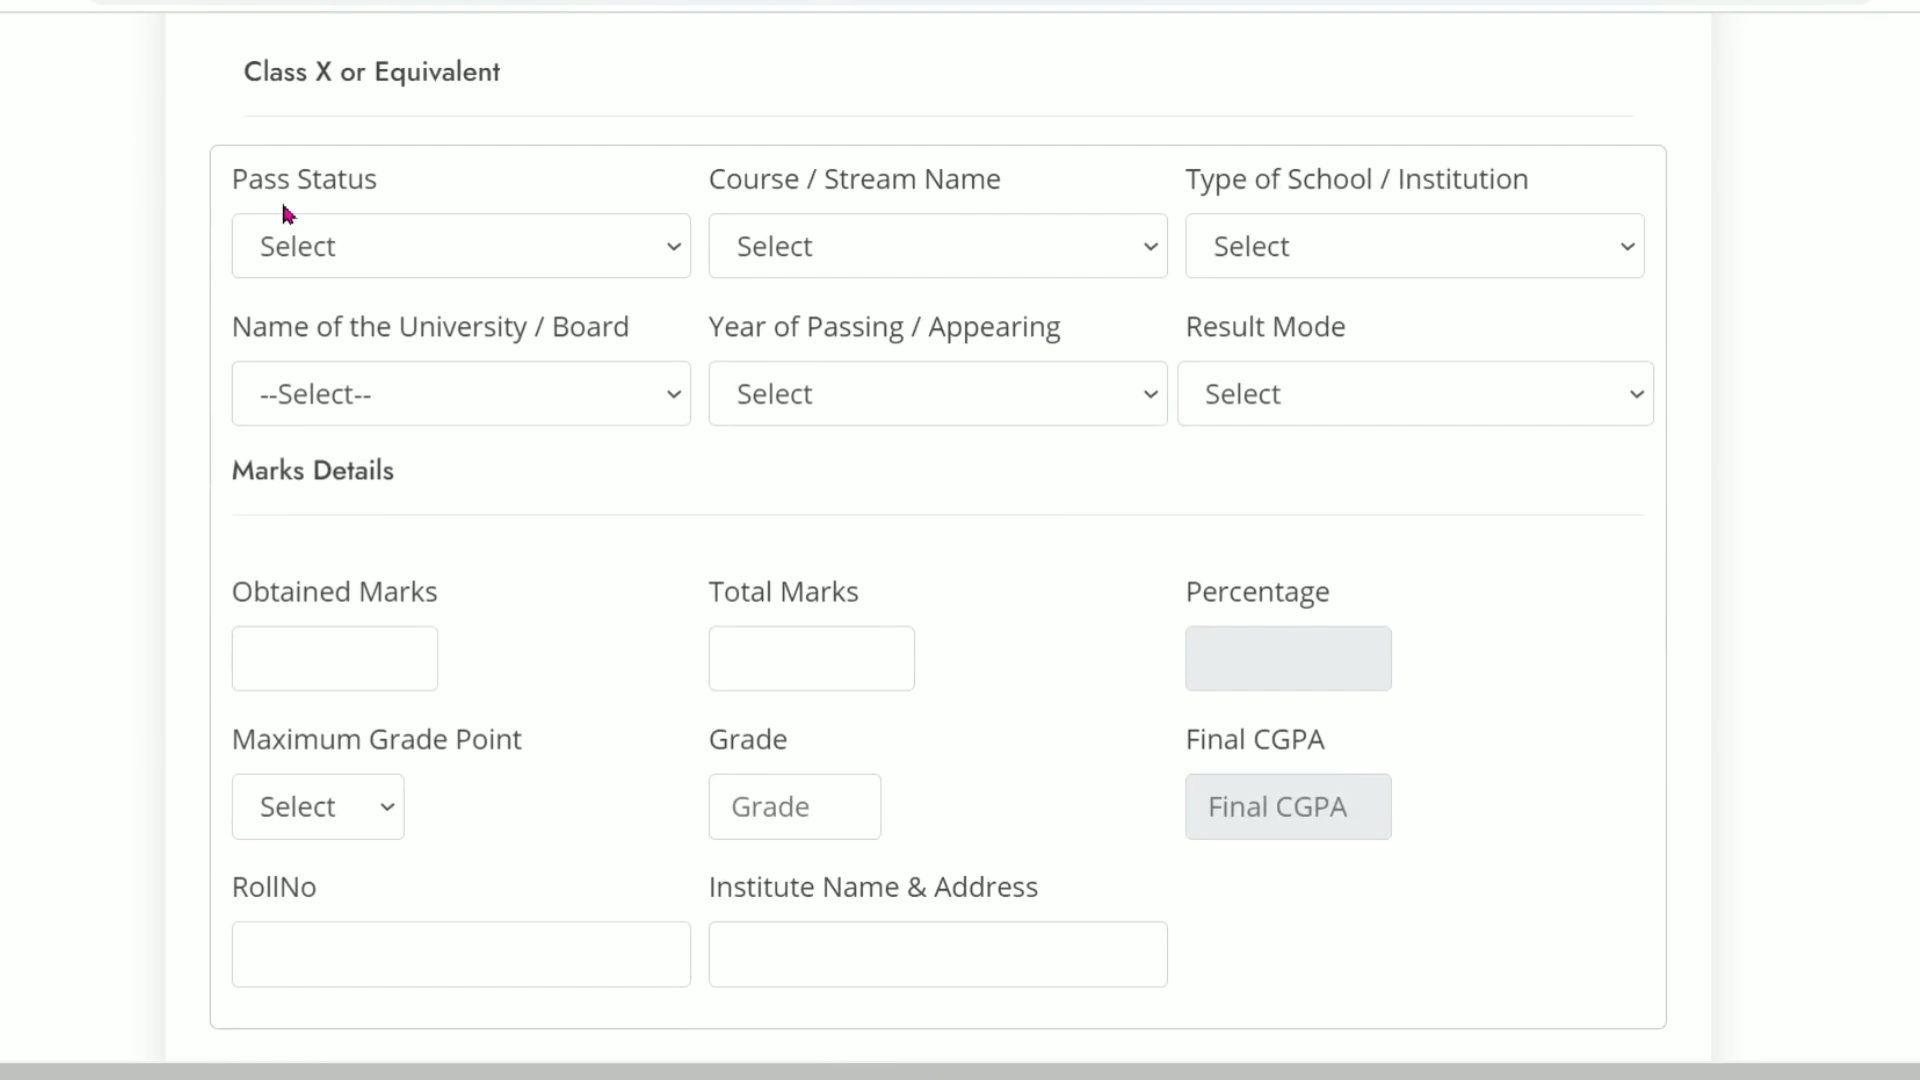 Class X or Equivalent
Pass Status Course / Stream Name Type of School / Institution
Select Select Select
Name of the University / Board Year of Passing / Appearing Result Mode
--Select-- Select Select
Marks Details
Obtained Marks Total Marks Percentage
Maximum Grade Point Grade Final CGPA
Select Grade Final CGPA
RollNo Institute Name & Address